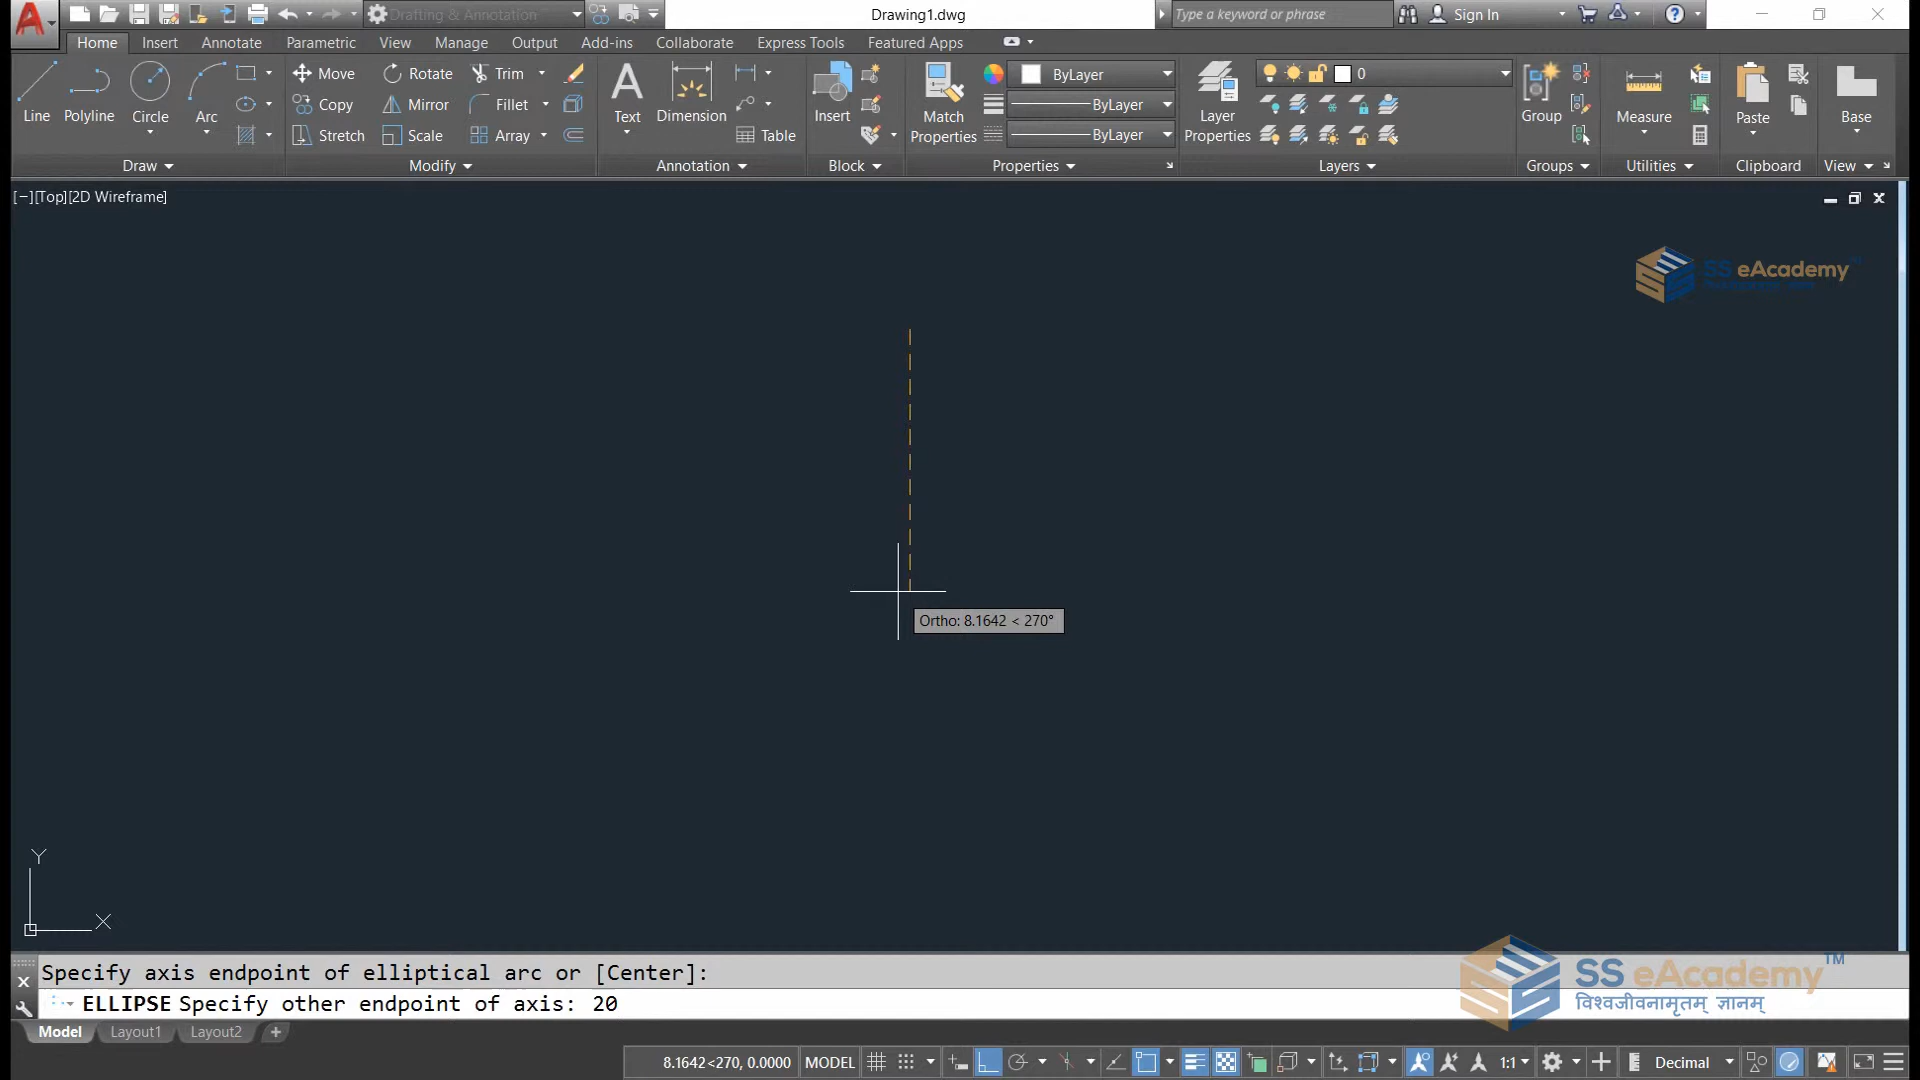 Drafting & Annotation
Drawing1.dwg
Type a keyword or phrase
Sign In
Home Insert Annotate Parametric View Manage Output Add-ins Collaborate Express Tools Featured Apps
Move Rotate Trim ByLayer 0
Copy Mirror Fillet ByLayer
Line Polyline Circle Arc Text Dimension Insert Match Properties Layer Properties Group Measure Paste Base
Stretch Scale Array Table ByLayer
Draw Modify Annotation Block Properties Layers Groups Utilities Clipboard View
[−][Top][2D Wireframe]
SS eAcademy
Ortho: 8.1642 < 270°
Y
X
Specify axis endpoint of elliptical arc or [Center]:
ELLIPSE Specify other endpoint of axis: 20
SS eAcademy TM
विश्वजीवनामृतम् ज्ञानम्
Model Layout1 Layout2 +
8.1642<270, 0.0000 MODEL 1:1 Decimal